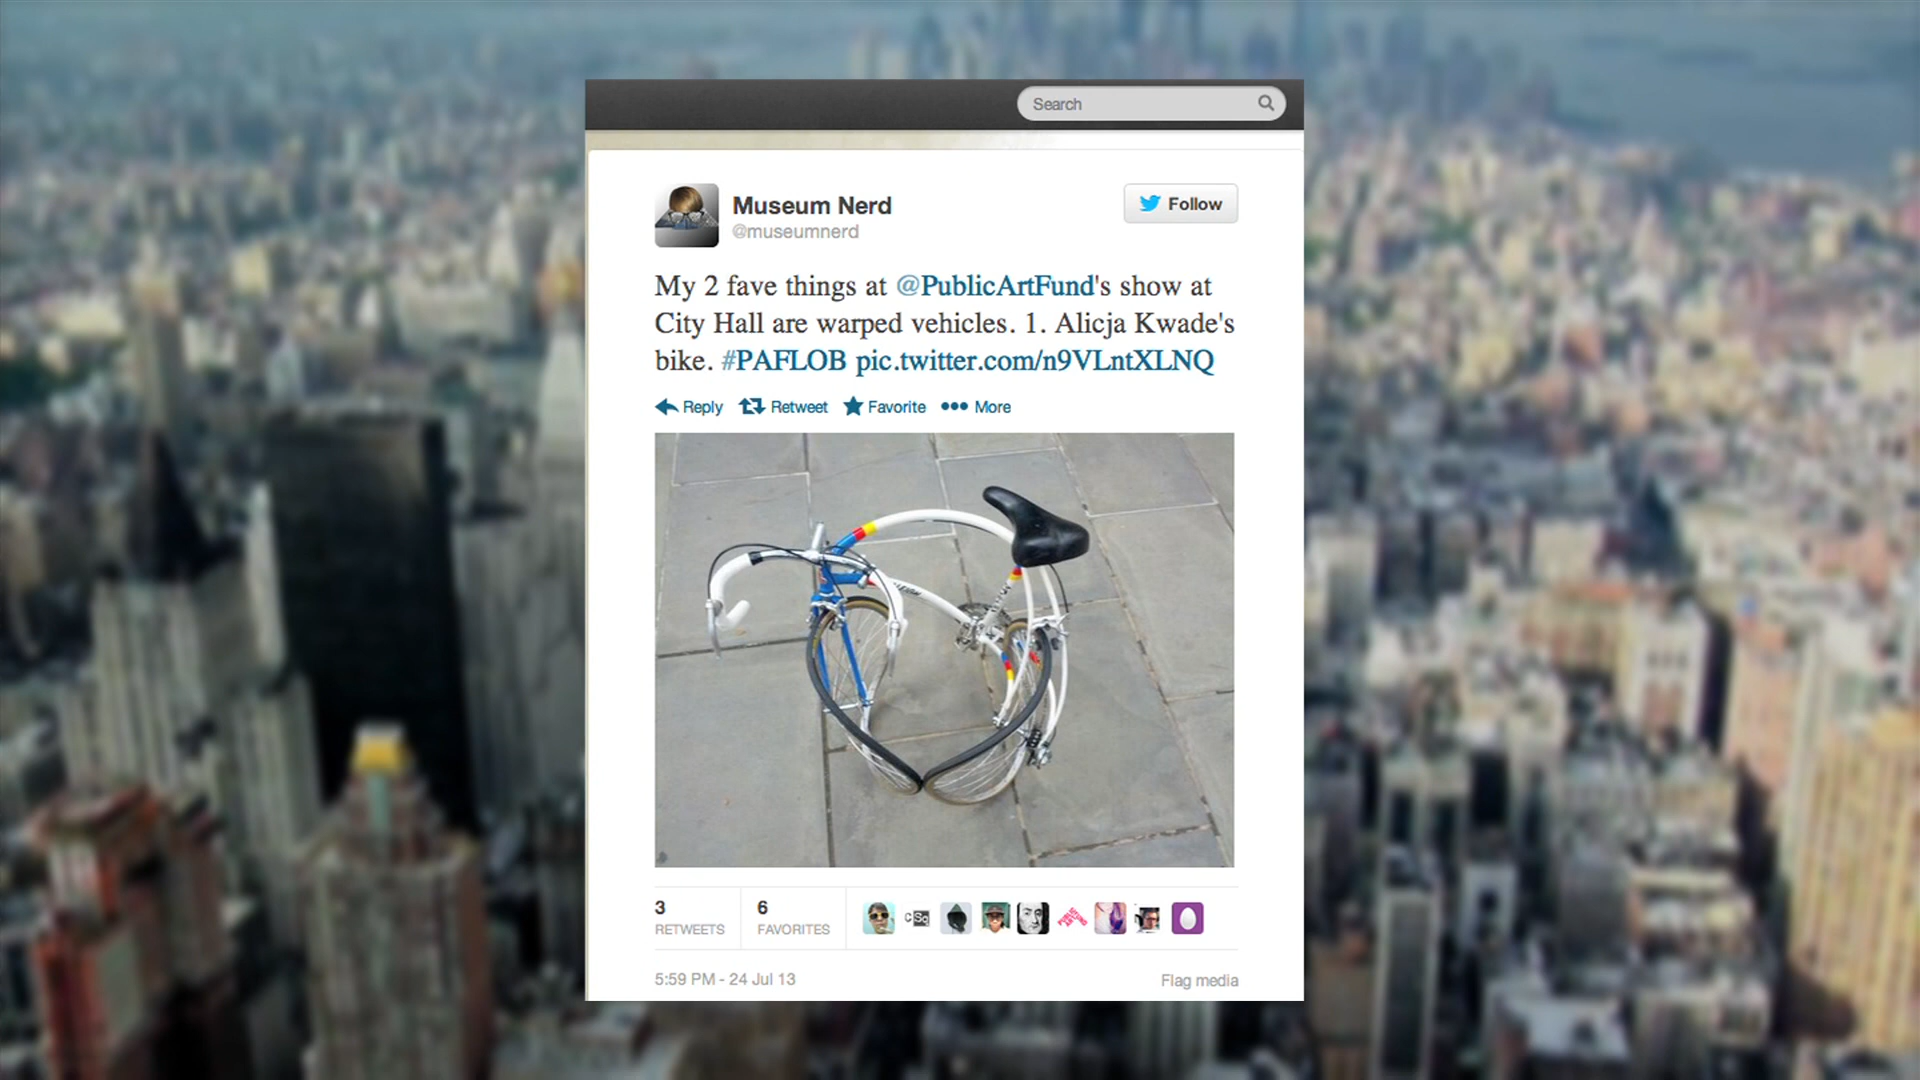 Search
Museum Nerd
@museumnerd
Follow
My 2 fave things at @PublicArtFund's show at
City Hall are warped vehicles. 1. Alicja Kwade's
bike. #PAFLOB pic.twitter.com/n9VLntXLNQ
Reply Retweet Favorite More
3
RETWEETS
6
FAVORITES
CSq
5:59 PM - 24 Jul 13
Flag media